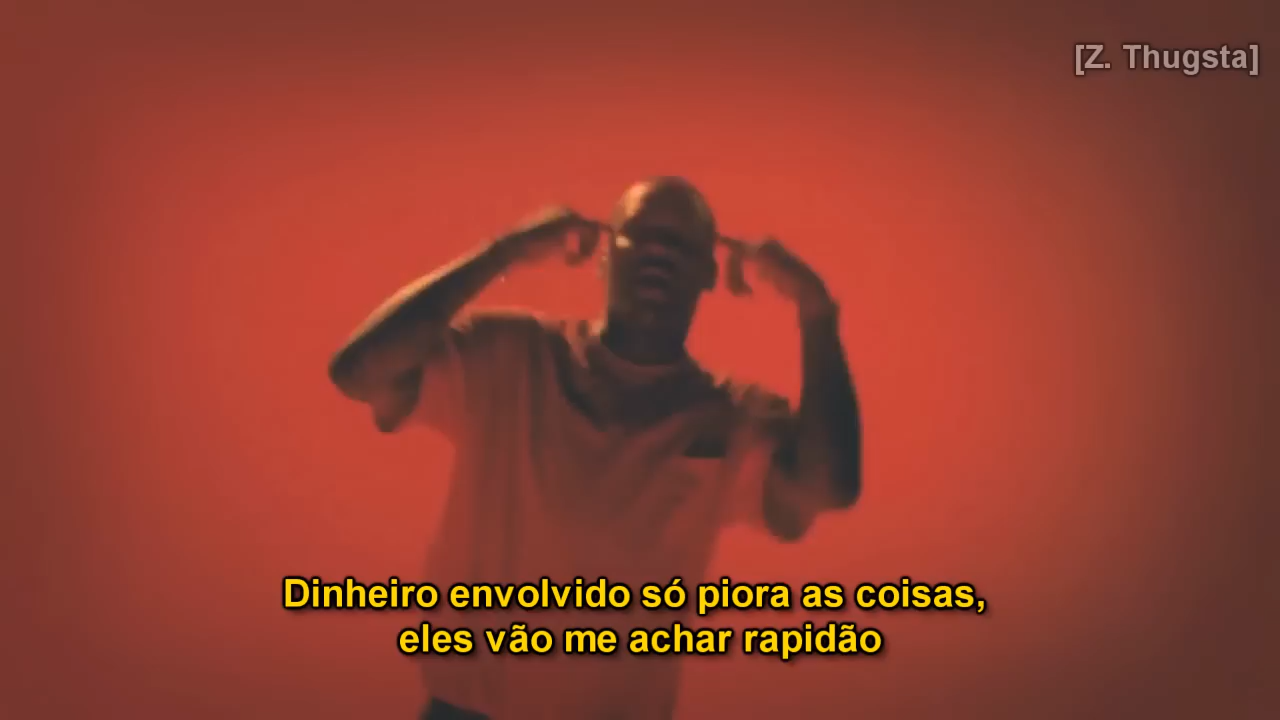 [Z. Thugsta]
Dinheiro envolvido só piora as coisas,
eles vão me achar rapidão